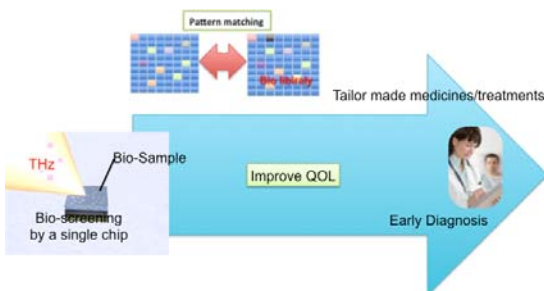 Pattern matching
Bio libiraly
Tailor made medicines/treatments
THz
Bio-Sample
Improve QOL
Bio-screening
by a single chip
Early Diagnosis